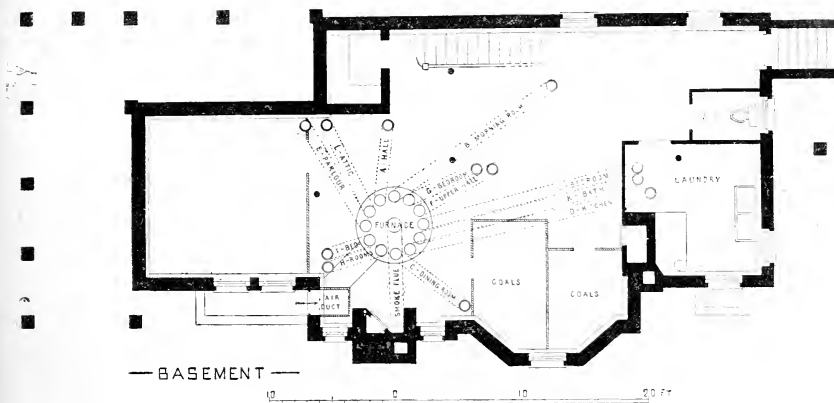 B. MORNING ROOM
L. ATTIC
E. PARLOUR
A. HALL
G - BEDROOM
F - UPPER HALL
BED-ROOM
K. BATH
D. KITCHEN
LAUNDRY
FURNACE
H. ROOMS
C. DINING ROOM
SMOKE FLUE
AIR
DUCT
COALS
COALS
— BASEMENT —
10 0 10 20 FT